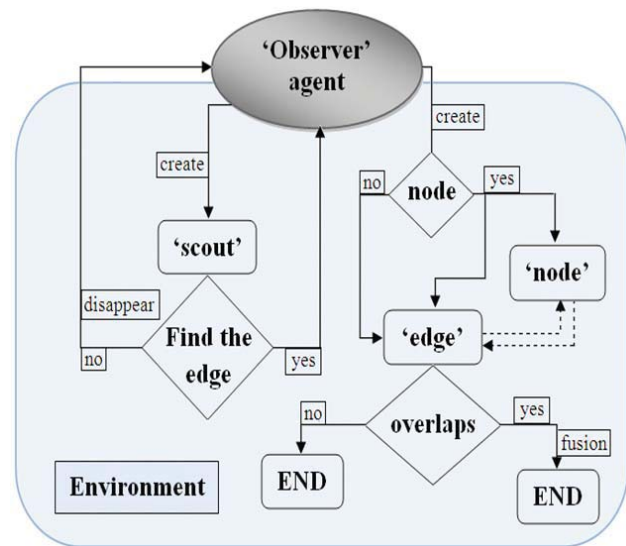 ‘Observer’
agent
create
create
no
node
yes
‘scout’
‘node’
disappear
no
Find the
edge
yes
‘edge’
no
overlaps
yes
fusion
END
END
Environment